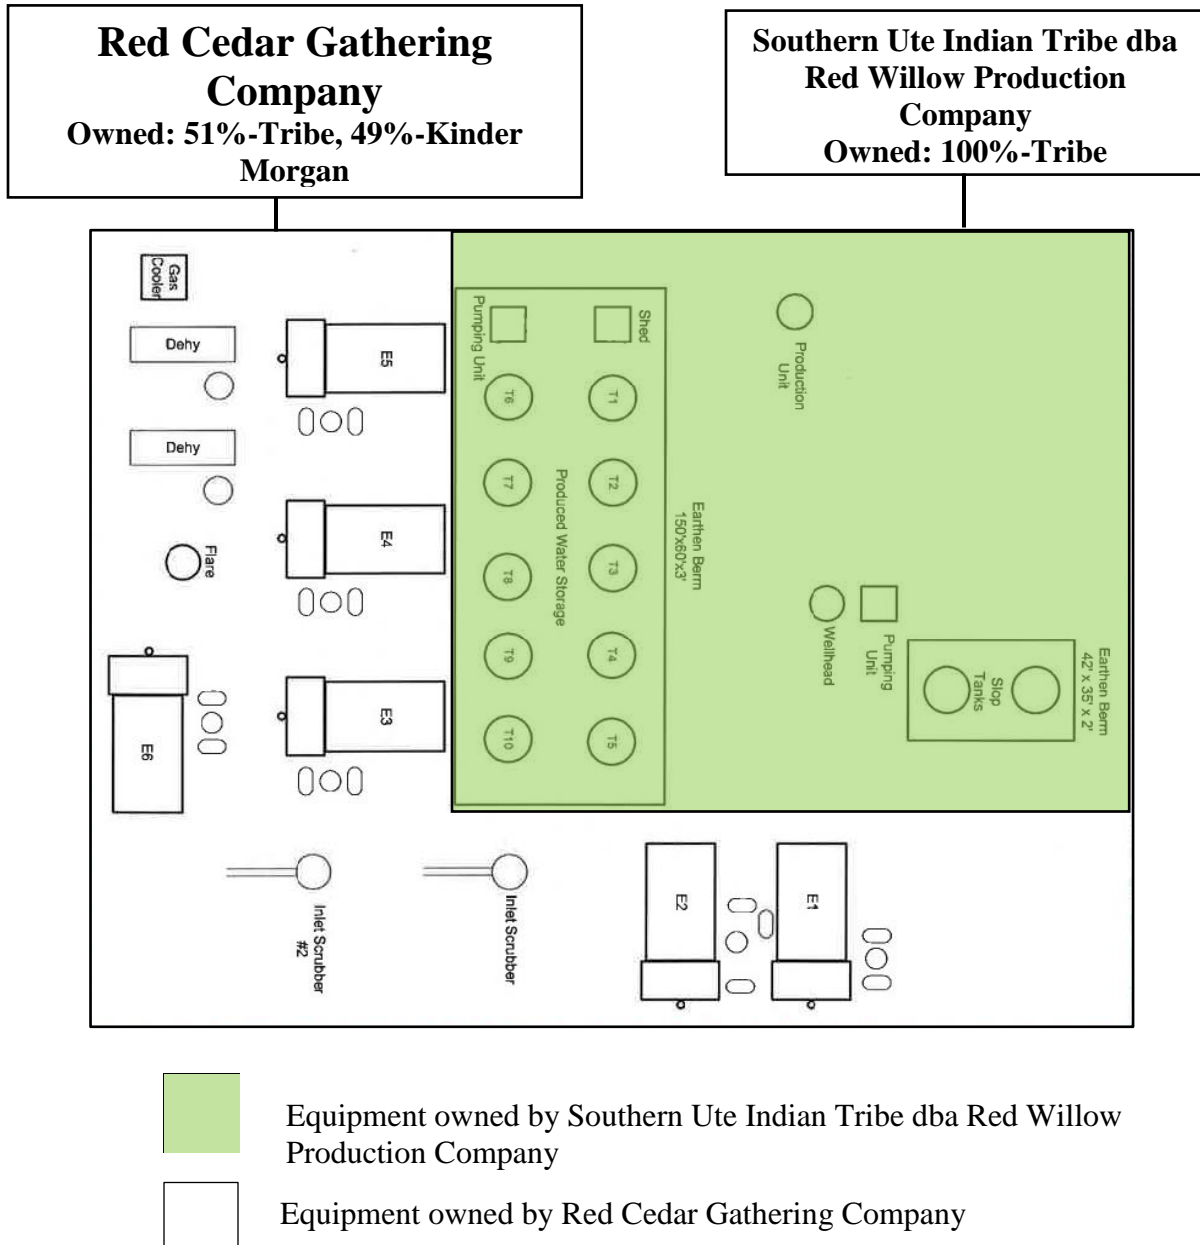 Red Cedar Gathering
Company
Owned: 51%-Tribe, 49%-Kinder
Morgan
Southern Ute Indian Tribe dba
Red Willow Production
Company
Owned: 100%-Tribe
Gas
Cooler
Dehy
Dehy
Flare
E5
E4
E3
E6
Pumping Unit
Shed
T6
T1
T7
T2
T8
T3
T9
T4
T10
T5
Produced Water Storage
Earthen Berm
150'x60'x3'
Production
Unit
Wellhead
Pumping
Unit
Slop
Tanks
Earthen Berm
42' x 35' x 2'
Inlet Scrubber
#2
Inlet Scrubber
E2
E1
Equipment owned by Southern Ute Indian Tribe dba Red Willow
Production Company
Equipment owned by Red Cedar Gathering Company